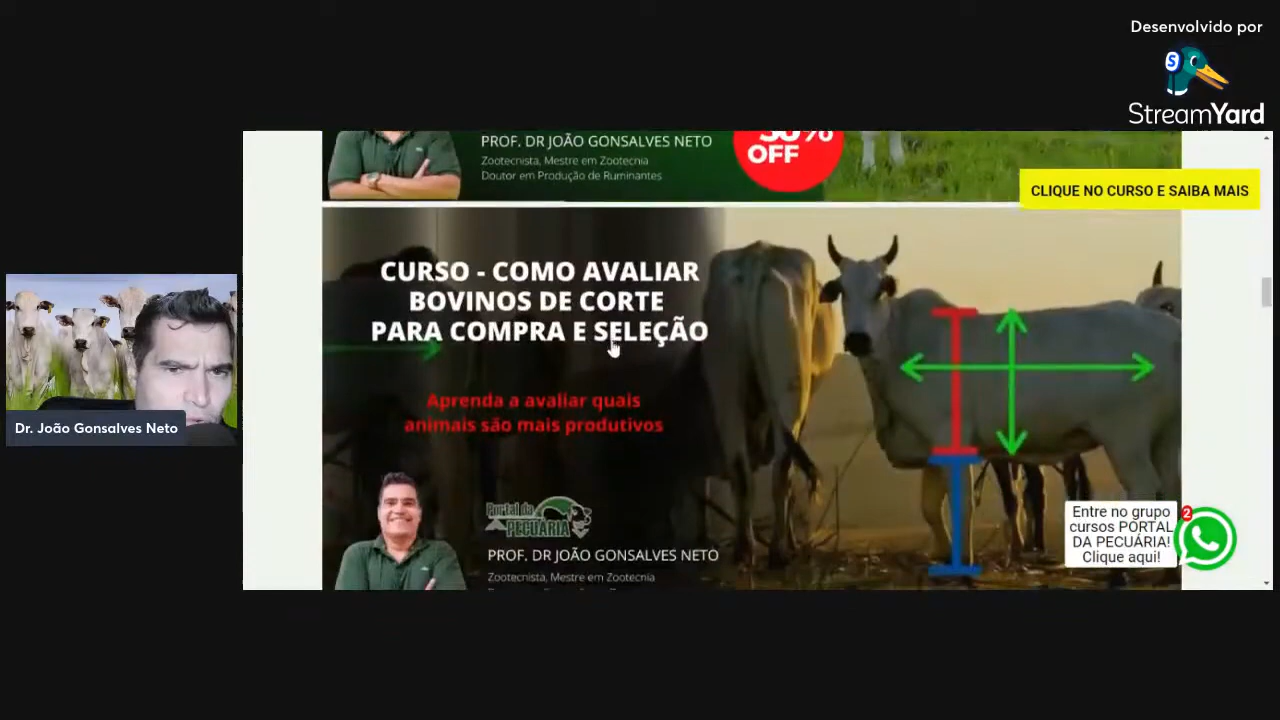 Desenvolvido por
StreamYard
PROF. DR JOÃO GONSALVES NETO
Zootecnista, Mestre em Zootecnia
Doutor em Produção de Ruminantes
OFF
CLIQUE NO CURSO E SAIBA MAIS
CURSO - COMO AVALIAR
BOVINOS DE CORTE
PARA COMPRA E SELEÇÃO
Aprenda a avaliar quais
animais são mais produtivos
Dr. João Gonsalves Neto
Portal da
PECUÁRIA
PROF. DR JOÃO GONSALVES NETO
Zootecnista, Mestre em Zootecnia
Entre no grupo
cursos PORTAL
DA PECUÁRIA!
Clique aqui!
2